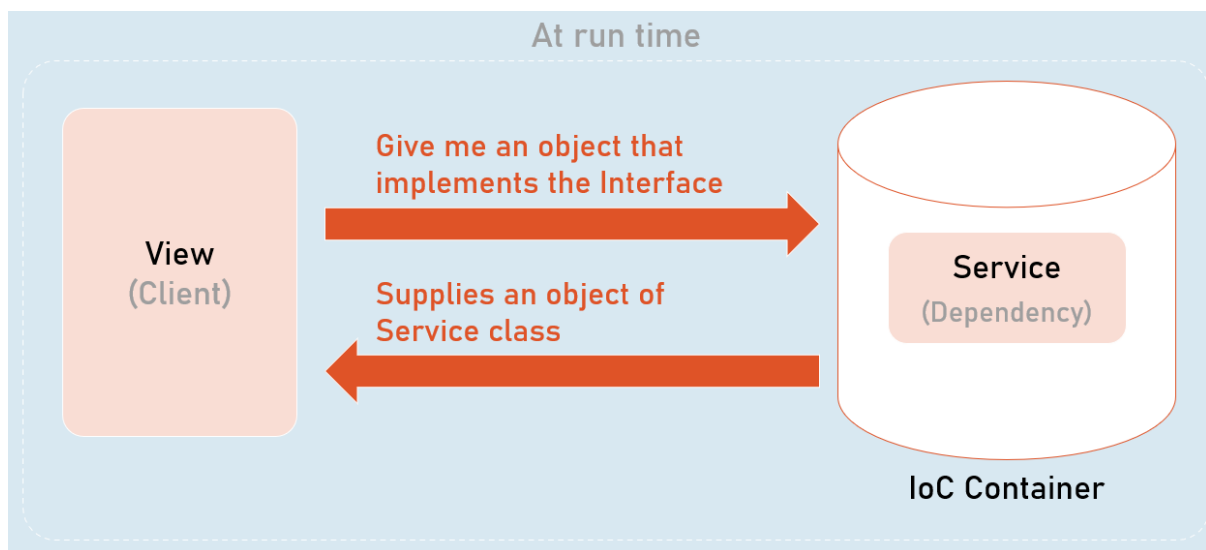 At run time
Give me an object that
implements the Interface
View
(Client)
Supplies an object of
Service class
Service
(Dependency)
IoC Container